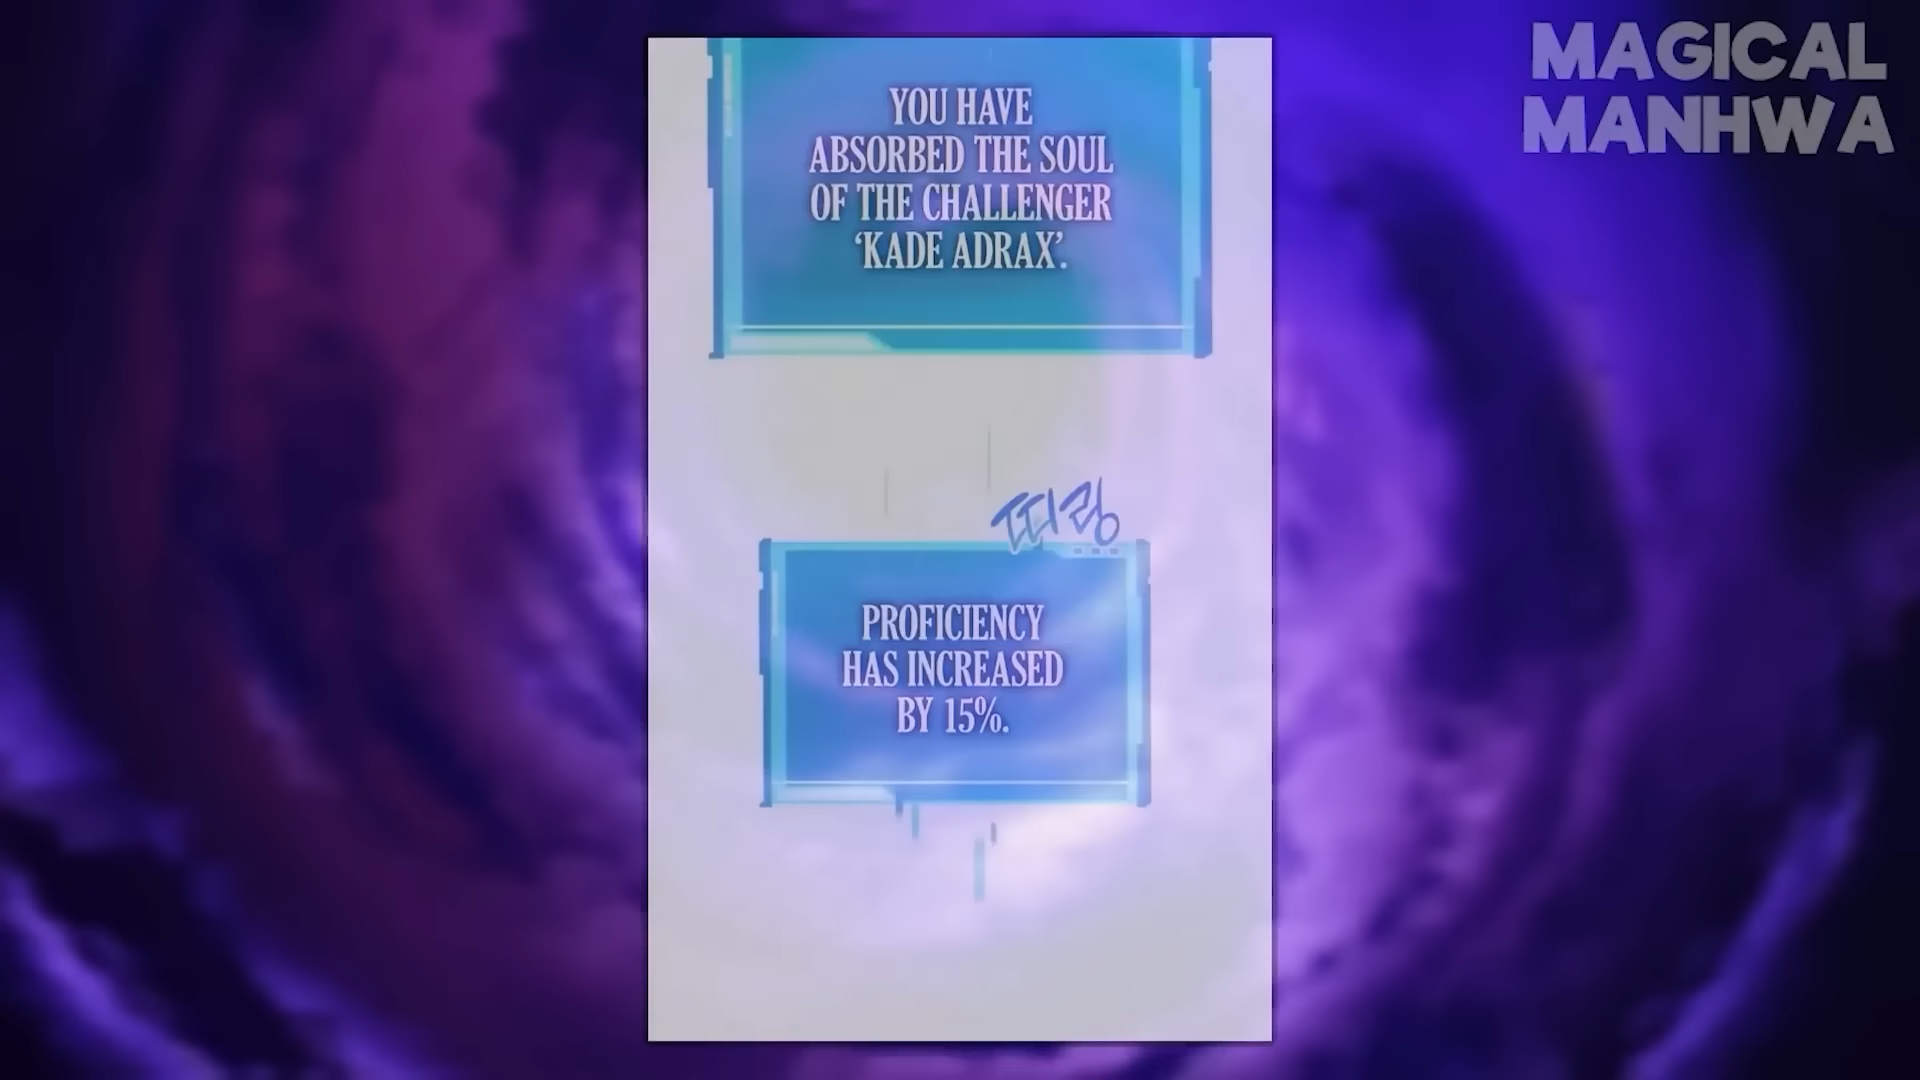 MAGICAL
MANHWA
YOU HAVE
ABSORBED THE SOUL
OF THE CHALLENGER
‘KADE ADRAX’.
띠링
PROFICIENCY
HAS INCREASED
BY 15%.